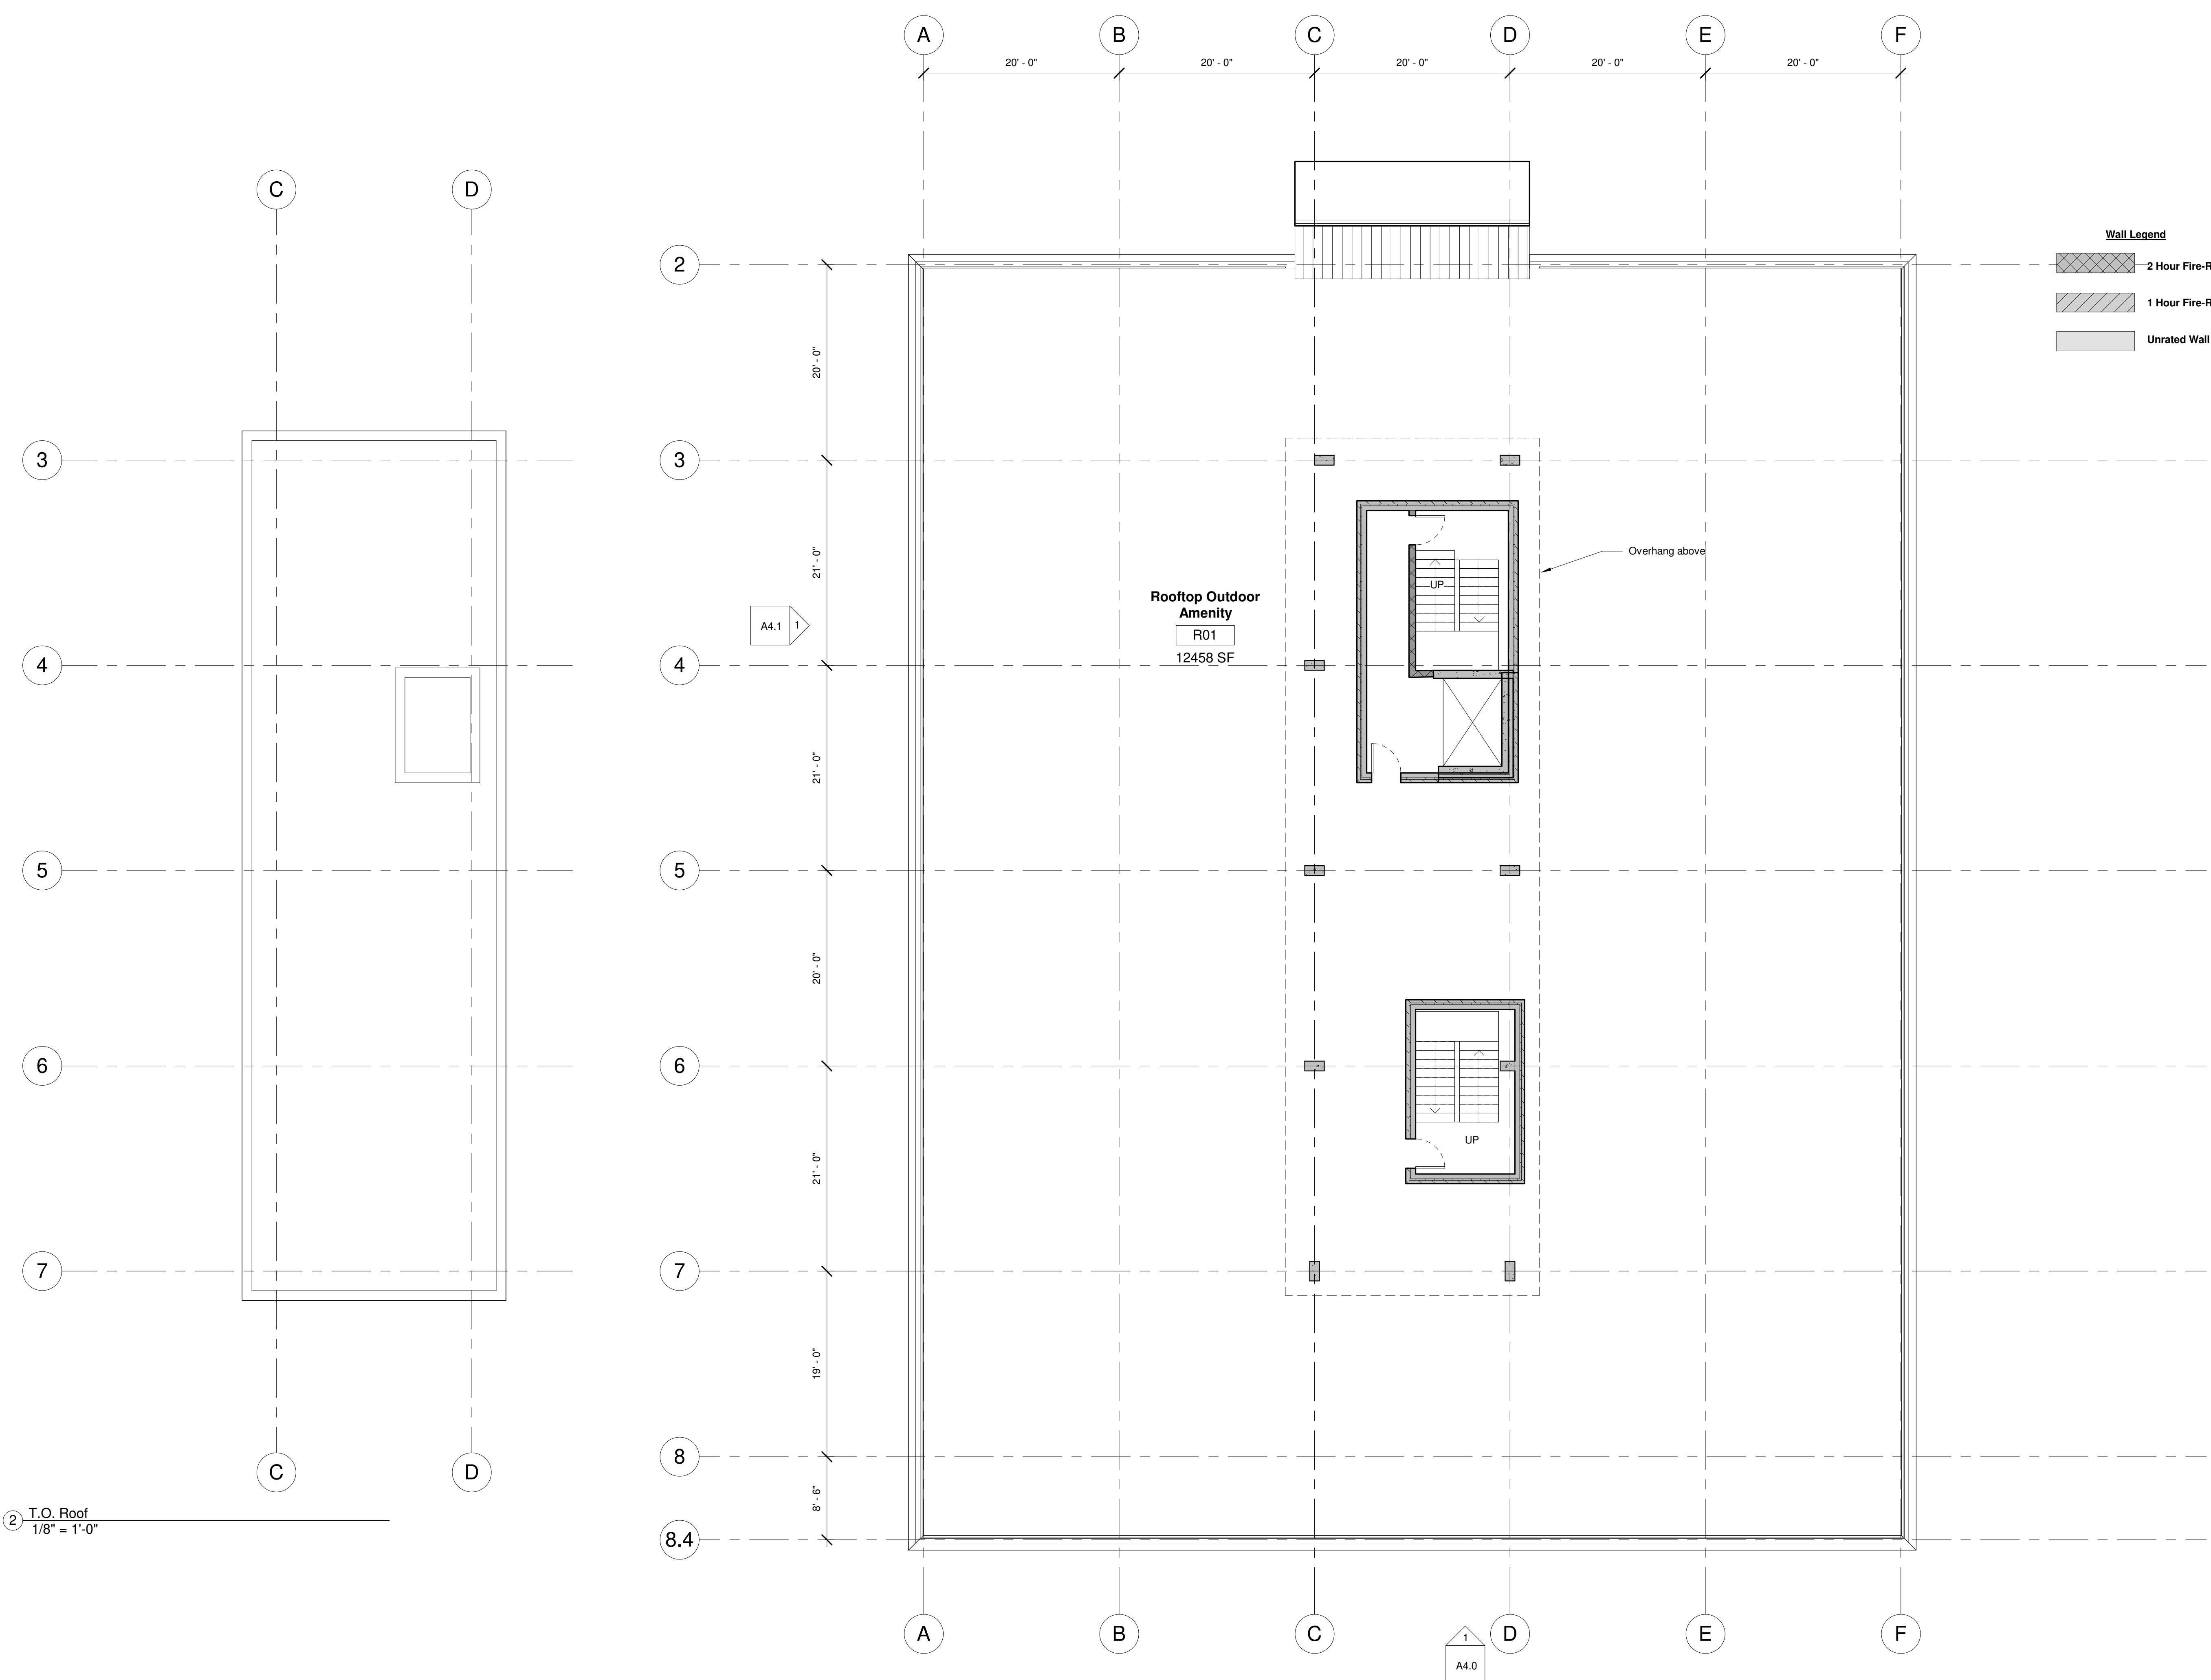 A B C D E F
20' - 0" 20' - 0" 20' - 0" 20' - 0" 20' - 0"
C D
Wall Legend
2 Hour Fire-R
1 Hour Fire-R
Unrated Wall
2
20' - 0"
3
3
21' - 0"
Overhang above
UP
Rooftop Outdoor
Amenity
R01
12458 SF
A4.1 1
4
4
21' - 0"
5
5
20' - 0"
6
6
21' - 0"
UP
7
7
19' - 0"
8
8' - 6"
8.4
C D
2 T.O. Roof
1/8" = 1'-0"
A B C D E F
1
A4.0